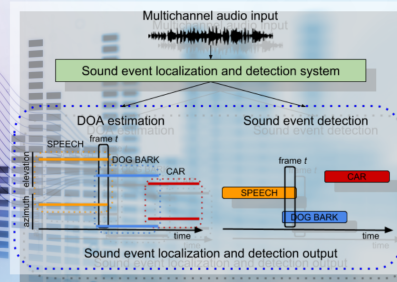 Multichannel audio input
Sound event localization and detection system
DOA estimation
Sound event detection
SPEECH
frame t
DOG BARK
CAR
elevation
azimuth
time
frame t
CAR
SPEECH
DOG BARK
time
Sound event localization and detection output